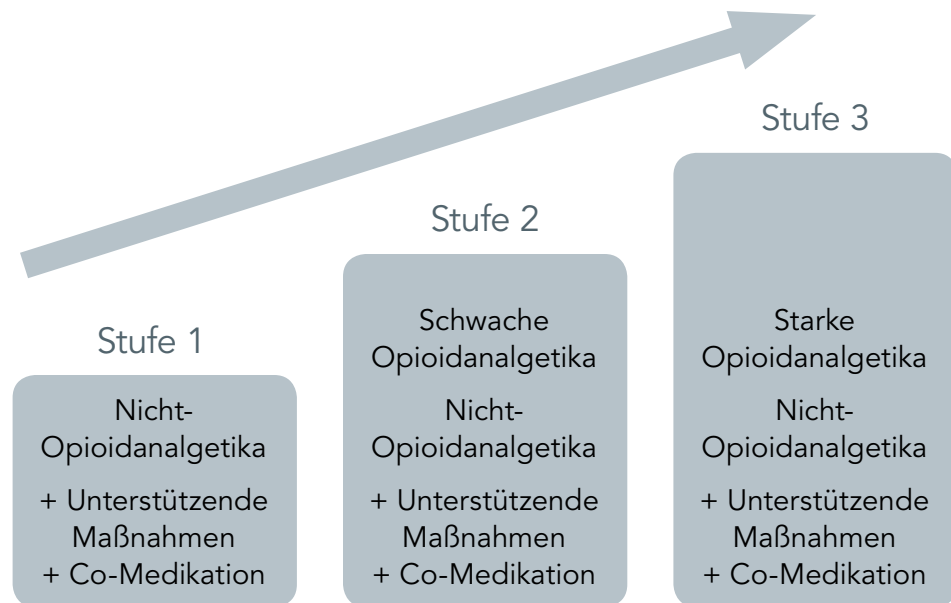 Stufe 1
Nicht-
Opioidanalgetika
+ Unterstützende
Maßnahmen
+ Co-Medikation
Stufe 2
Schwache
Opioidanalgetika
Nicht-
Opioidanalgetika
+ Unterstützende
Maßnahmen
+ Co-Medikation
Stufe 3
Starke
Opioidanalgetika
Nicht-
Opioidanalgetika
+ Unterstützende
Maßnahmen
+ Co-Medikation